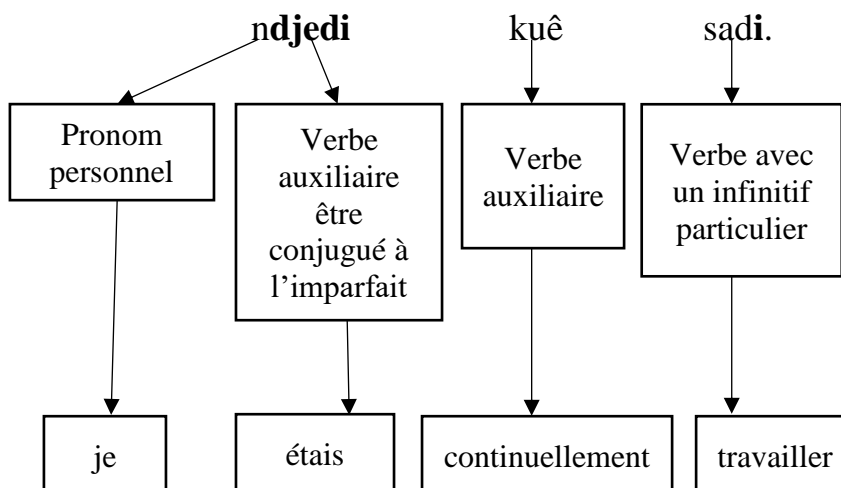 ndjedi kuê sadi.
Pronom
personnel
Verbe
auxiliaire
être
conjugué à
l’imparfait
Verbe
auxiliaire
Verbe avec
un infinitif
particulier
je
étais
continuellement
travailler